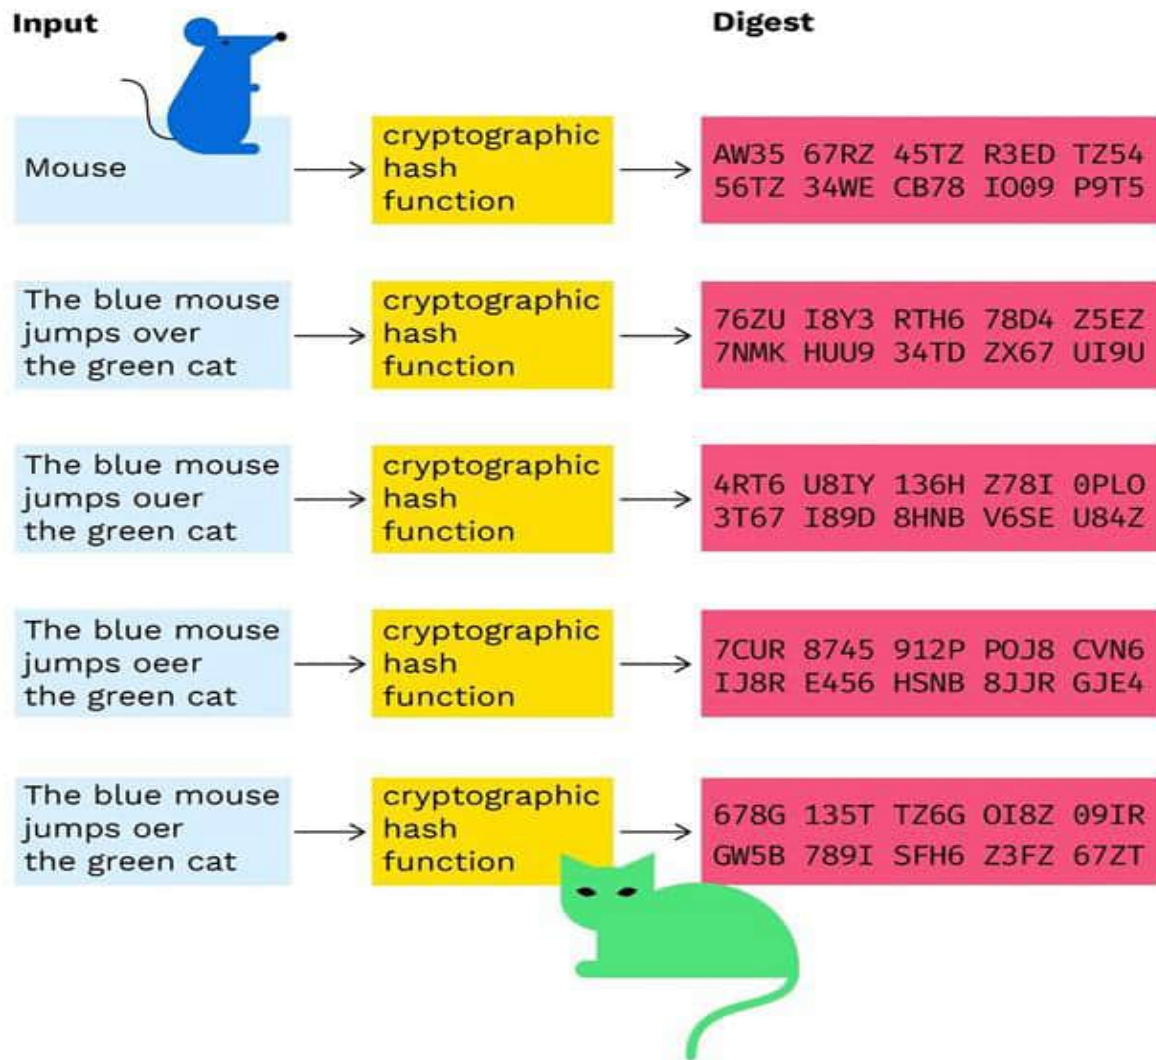 Input
Digest
Mouse
cryptographic
hash
function
AW35 67RZ 45TZ R3ED TZ54
56TZ 34WE CB78 IO09 P9T5
The blue mouse
jumps over
the green cat
cryptographic
hash
function
76ZU I8Y3 RTH6 78D4 Z5EZ
7NMK HUU9 34TD ZX67 UI9U
The blue mouse
jumps ouer
the green cat
cryptographic
hash
function
4RT6 U8IY 136H Z78I 0PLO
3T67 I89D 8HNB V6SE U84Z
The blue mouse
jumps oeer
the green cat
cryptographic
hash
function
7CUR 8745 912P POJ8 CVN6
IJ8R E456 HSNB 8JJR GJE4
The blue mouse
jumps oer
the green cat
cryptographic
hash
function
678G 135T TZ6G OI8Z 09IR
GW5B 789I SFH6 Z3FZ 67ZT